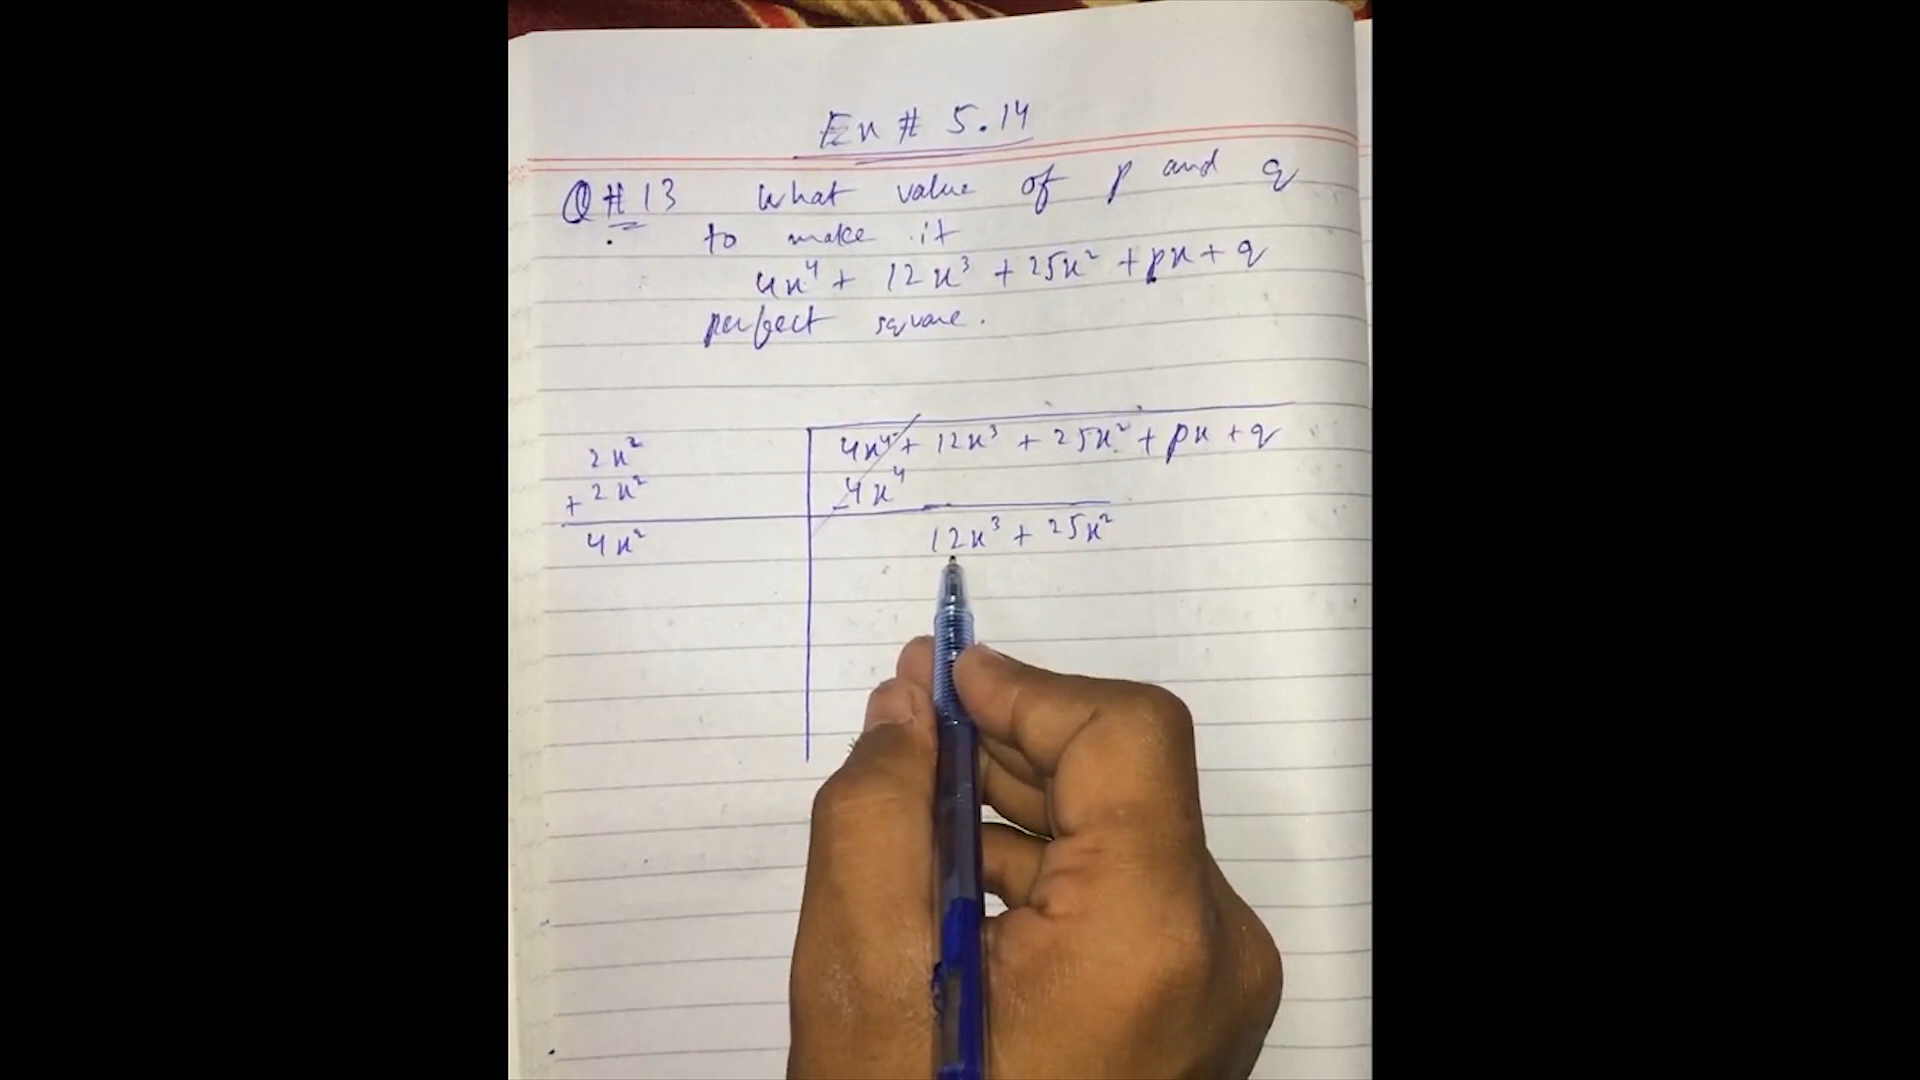 Ex # 5.14
Q # 13 What value of p and q
to make it
4x⁴ + 12x³ + 25x² + px + q
perfect square.
2x² 4x⁴ + 12x³ + 25x² + px + q
+ 2x² -4x⁴
4x² 12x³ + 25x²